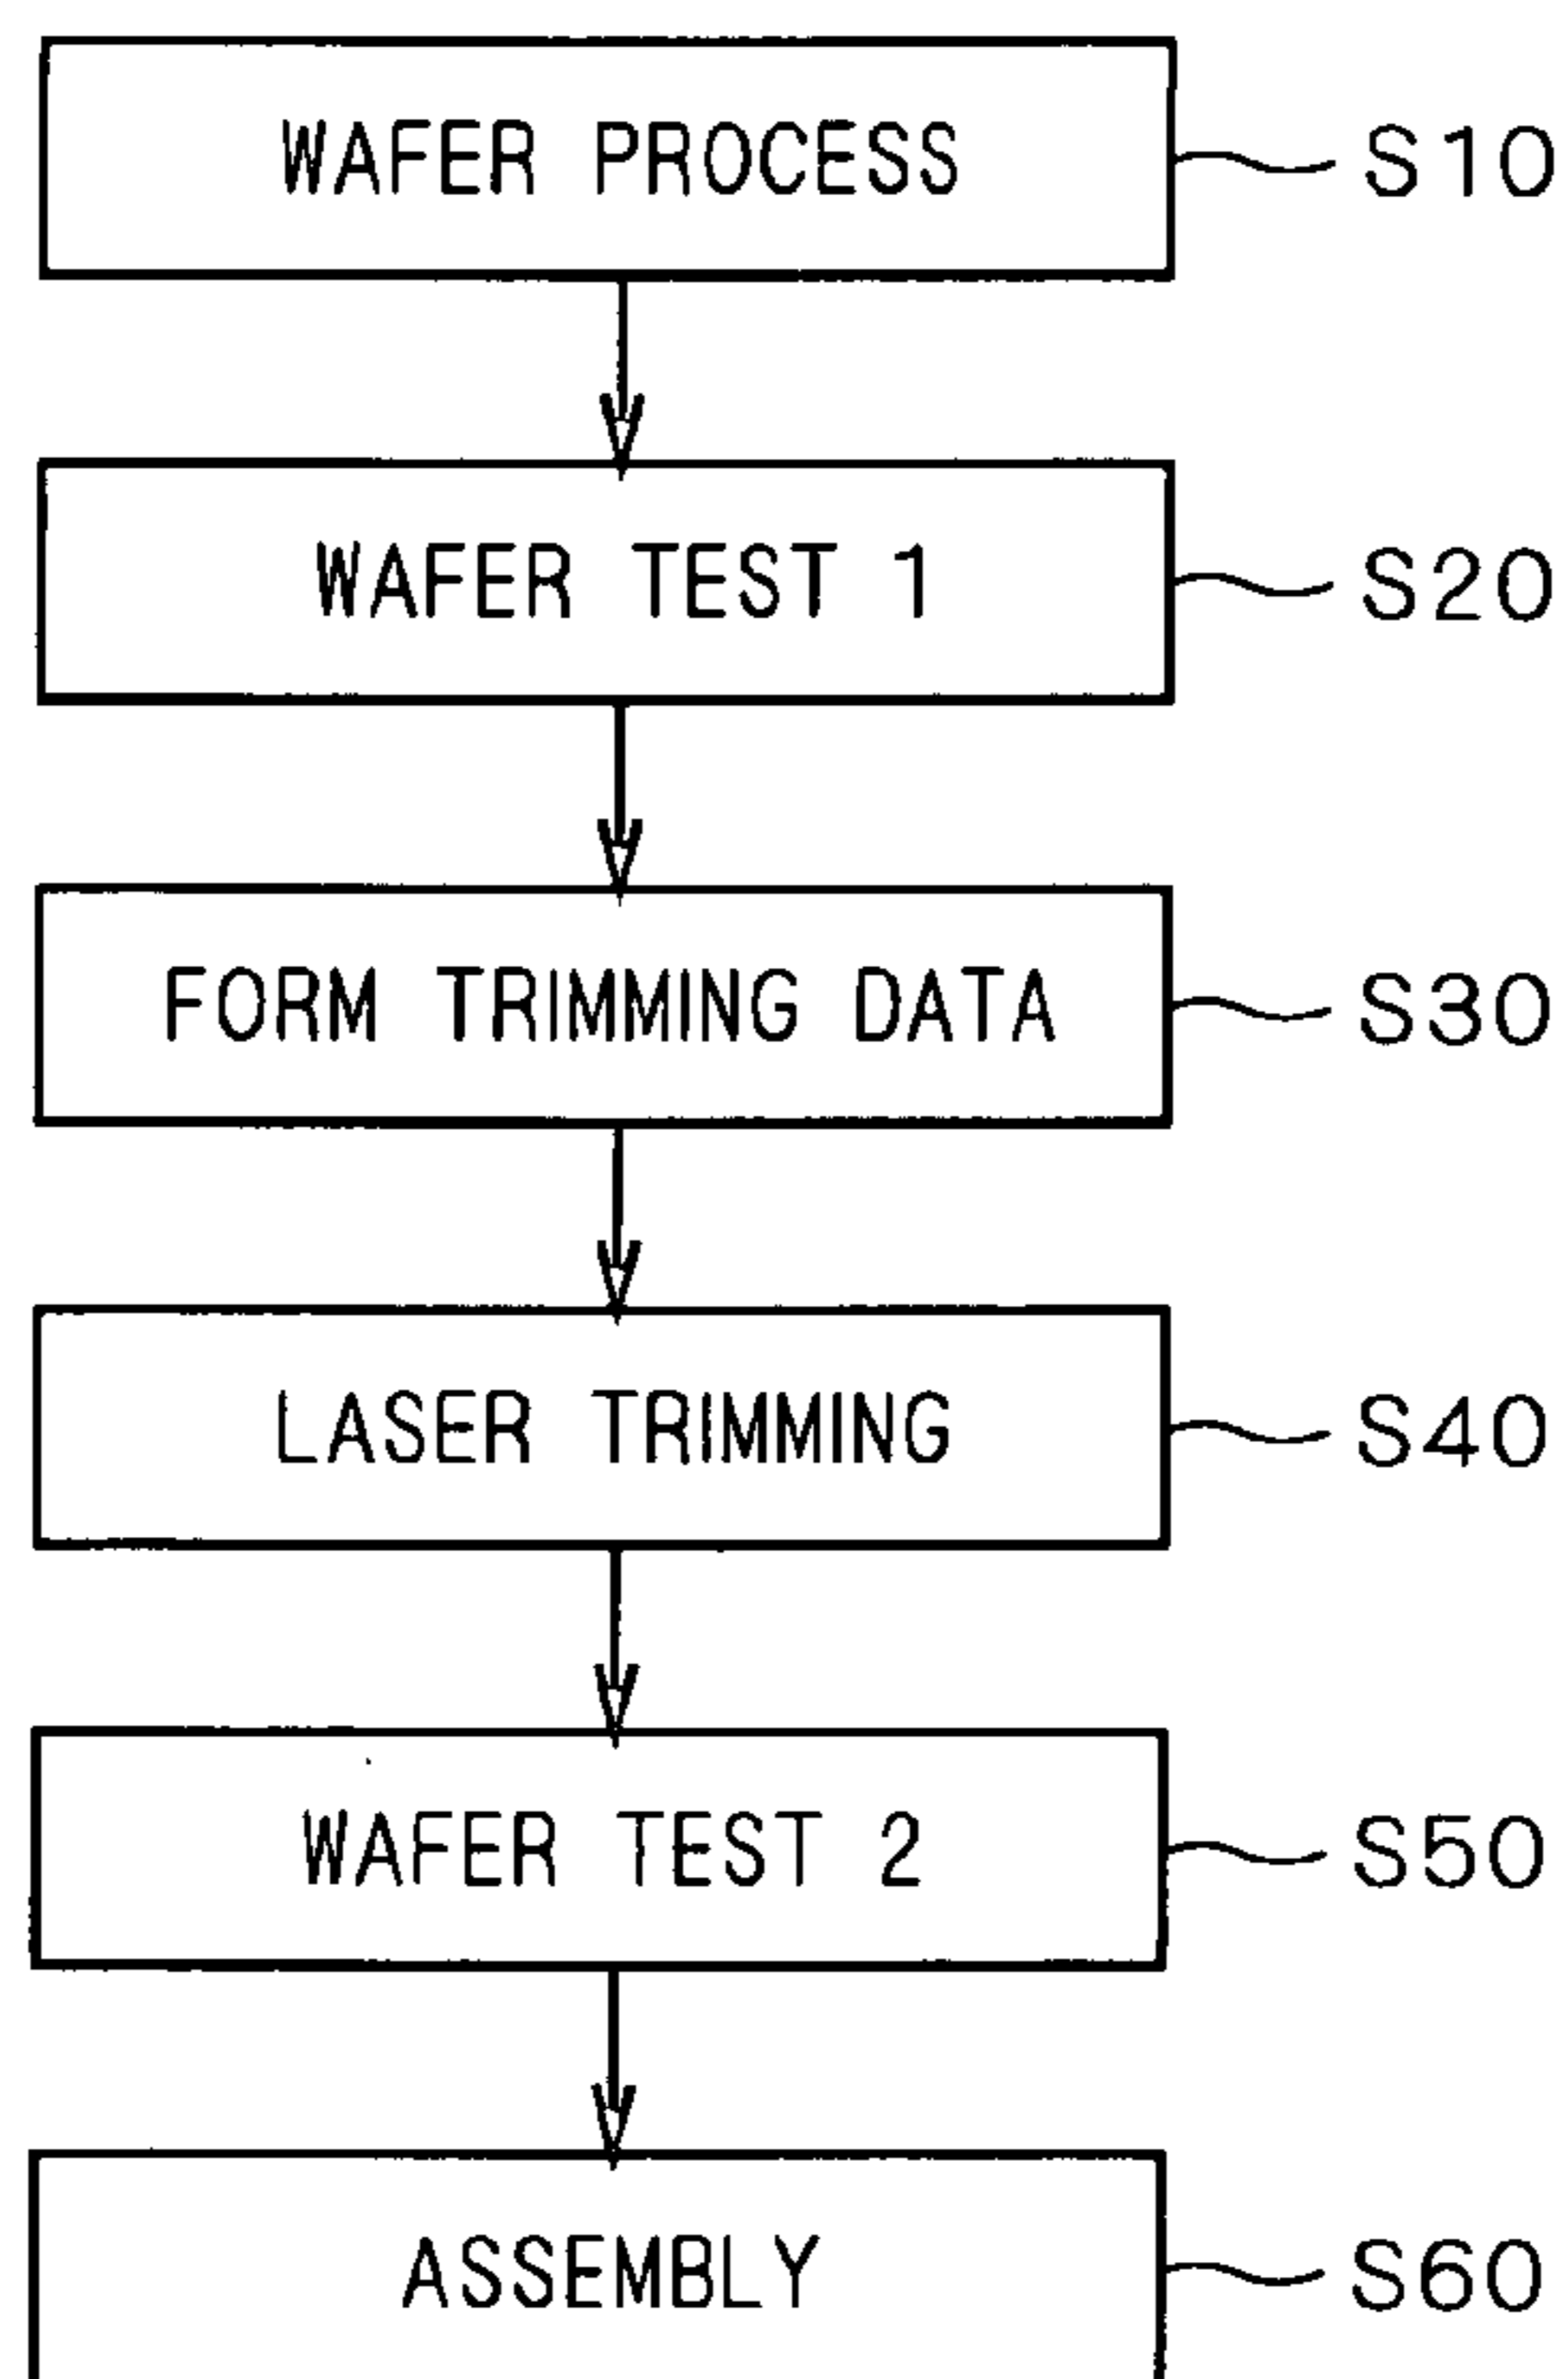 WAFER PROCESS S10
WAFER TEST 1 S20
FORM TRIMMING DATA S30
LASER TRIMMING S40
WAFER TEST 2 S50
ASSEMBLY S60